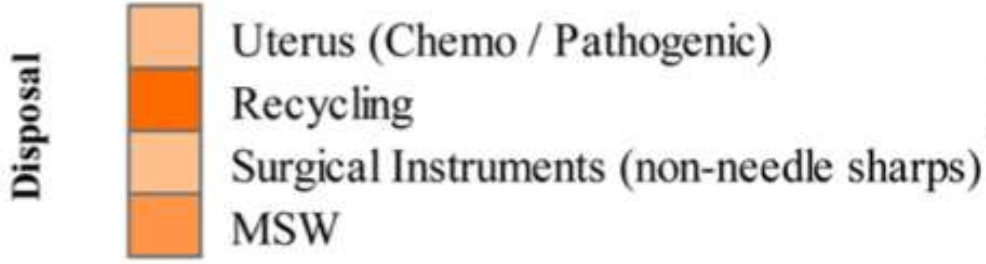 Disposal
Uterus (Chemo / Pathogenic)
Recycling
Surgical Instruments (non-needle sharps)
MSW